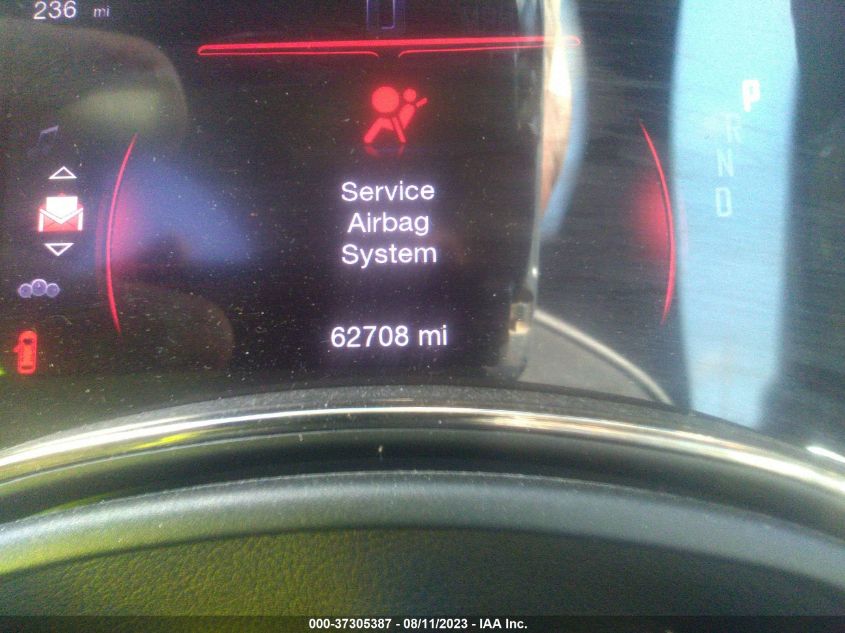 236 mi
P
R
N
D
Service
Airbag
System
62708 mi
000-37305387 - 08/11/2023 - IAA Inc.